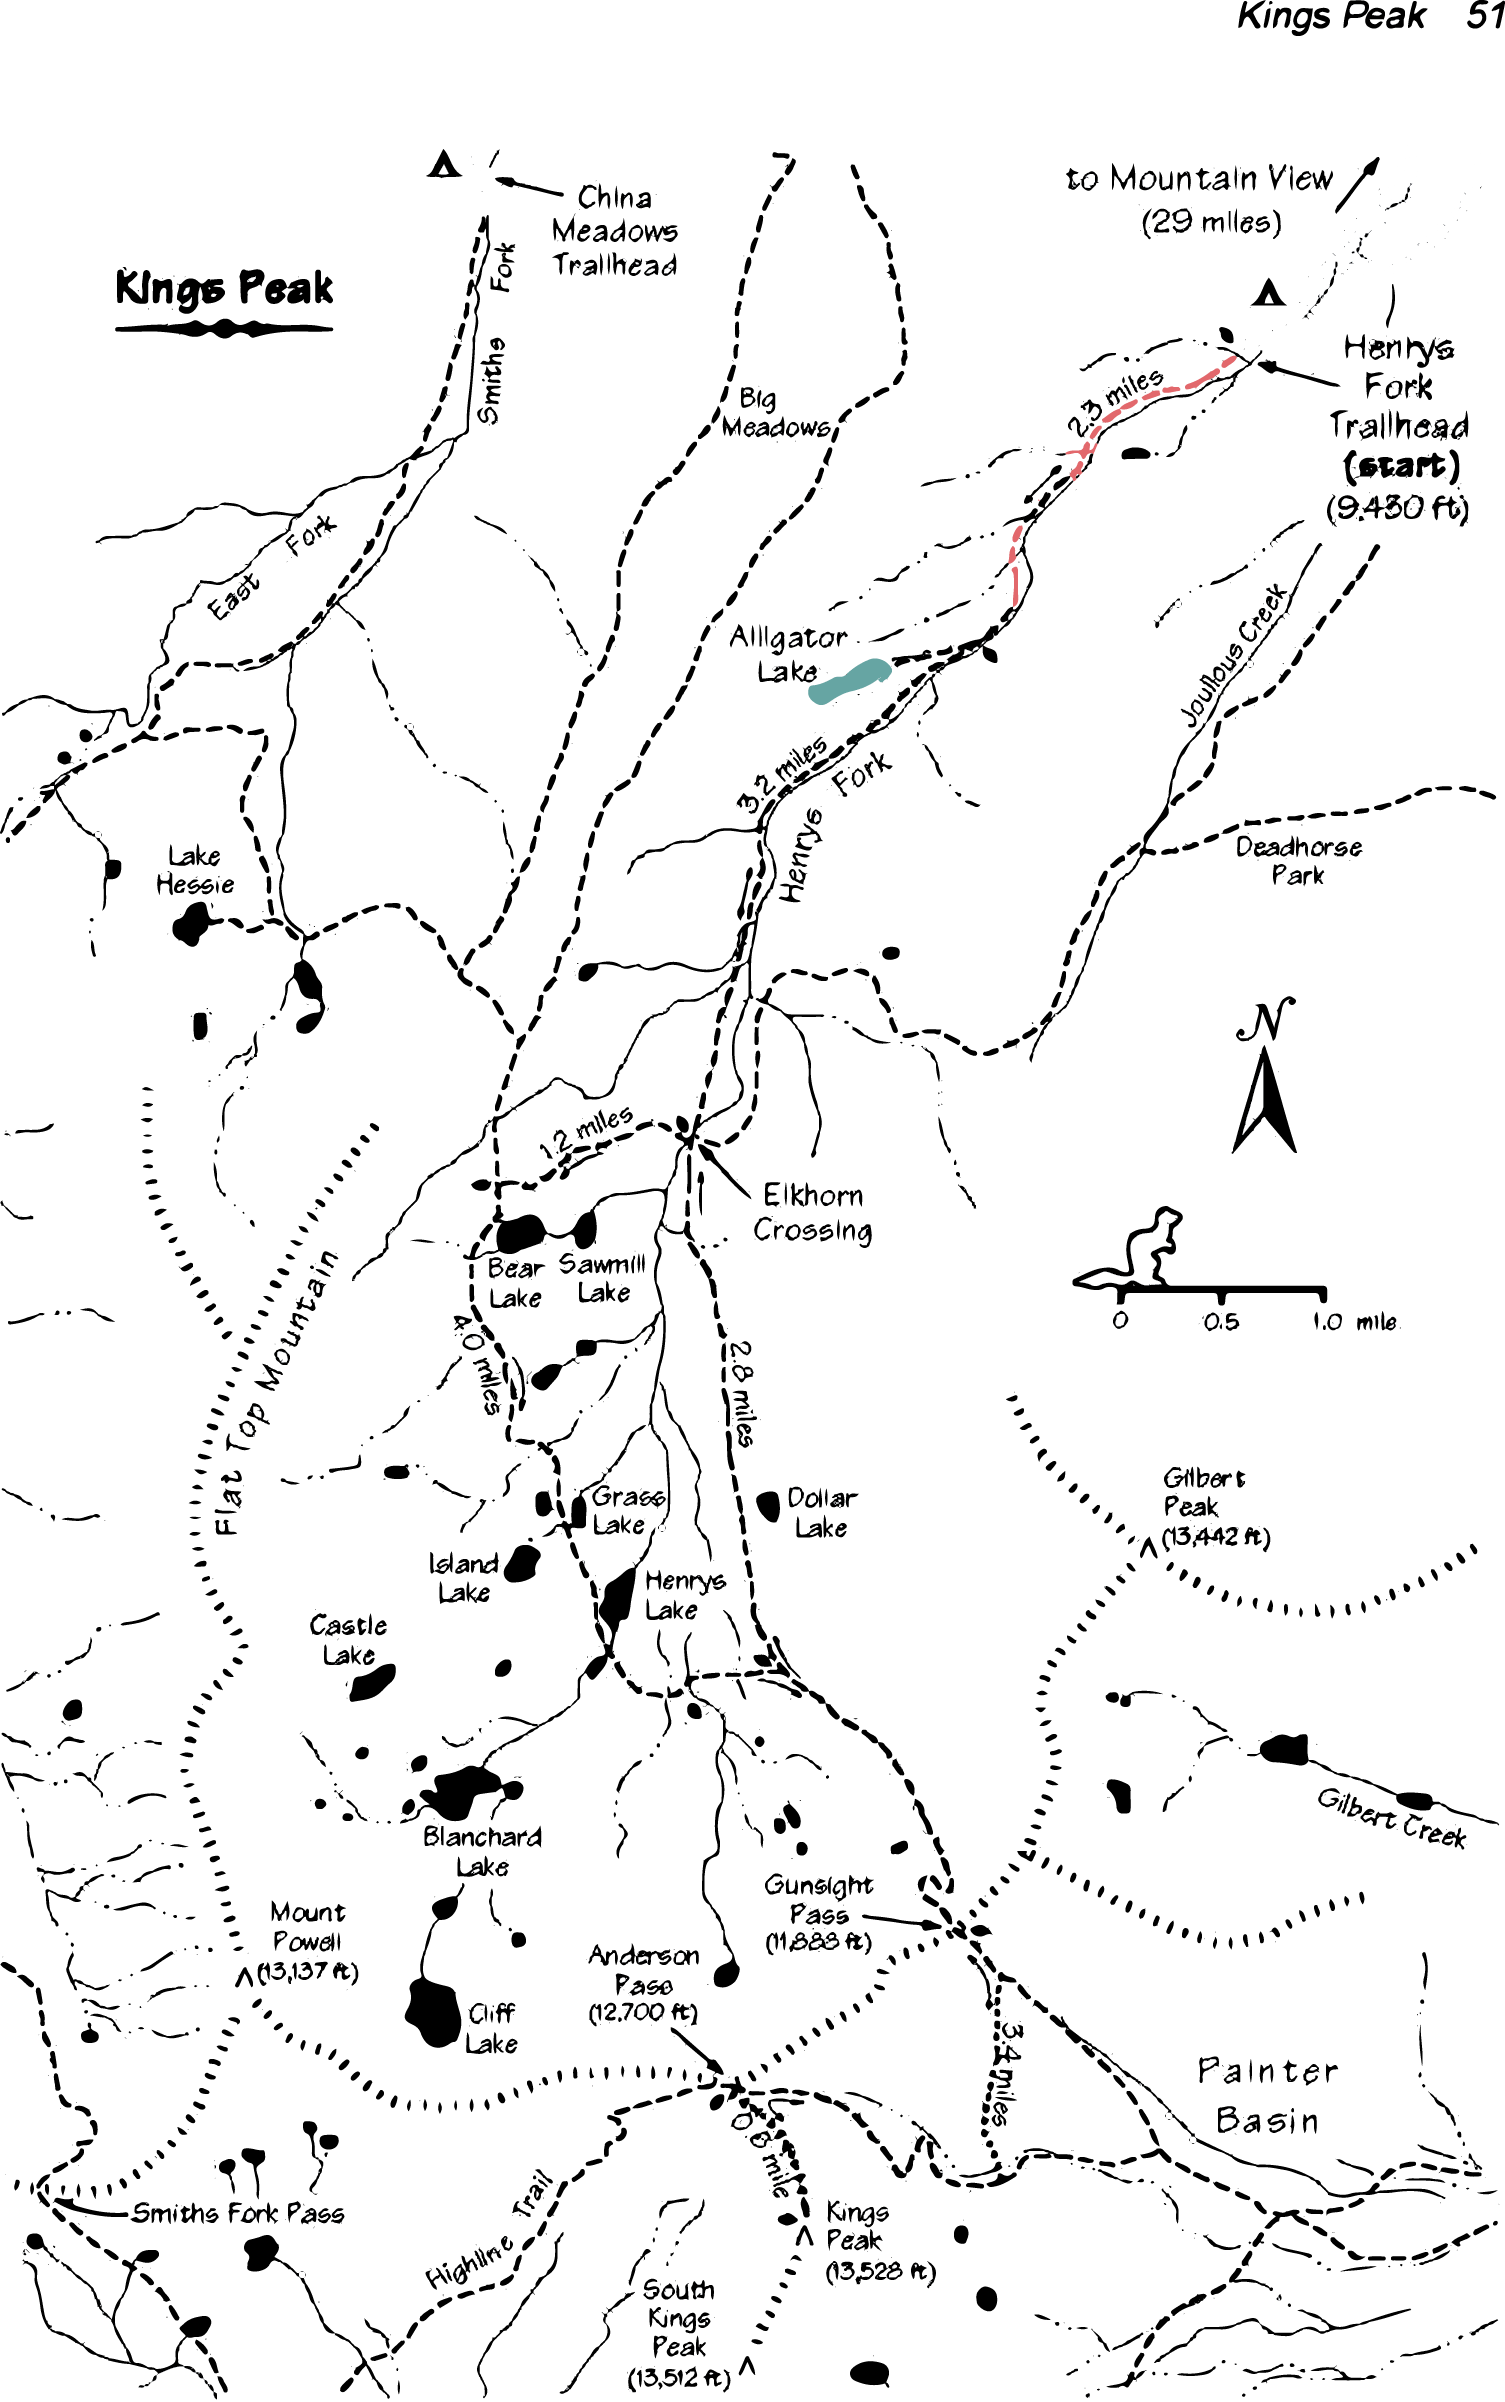 Kings Peak 51
China
Meadows
Trailhead
to Mountain View
(29 miles)
Kings Peak
Fork
Smiths
Henrys
Fork
Trailhead
(start)
(9,430 ft)
2.3 miles
Big
Meadows
East Fork
Alligator
Lake
Joullous Creek
3.2 miles
Henrys Fork
Deadhorse
Park
Lake
Hessie
N
1.2 miles
Elkhorn
Crossing
Bear
Lake
Sawmill
Lake
0 0.5 1.0 mile
Flat Top Mountain
4.0 miles
2.8 miles
Gilbert
Peak
(13,442 ft)
Grass
Lake
Dollar
Lake
Island
Lake
Henrys
Lake
Castle
Lake
Gilbert Creek
Blanchard
Lake
Gunsight
Pass
(11,888 ft)
Mount
Powell
(13,137 ft)
Anderson
Pass
(12,700 ft)
Cliff
Lake
3.4 miles
Painter
Basin
0.8 mile
Smiths Fork Pass
Highline Trail
Kings
Peak
(13,528 ft)
South
Kings
Peak
(13,512 ft)